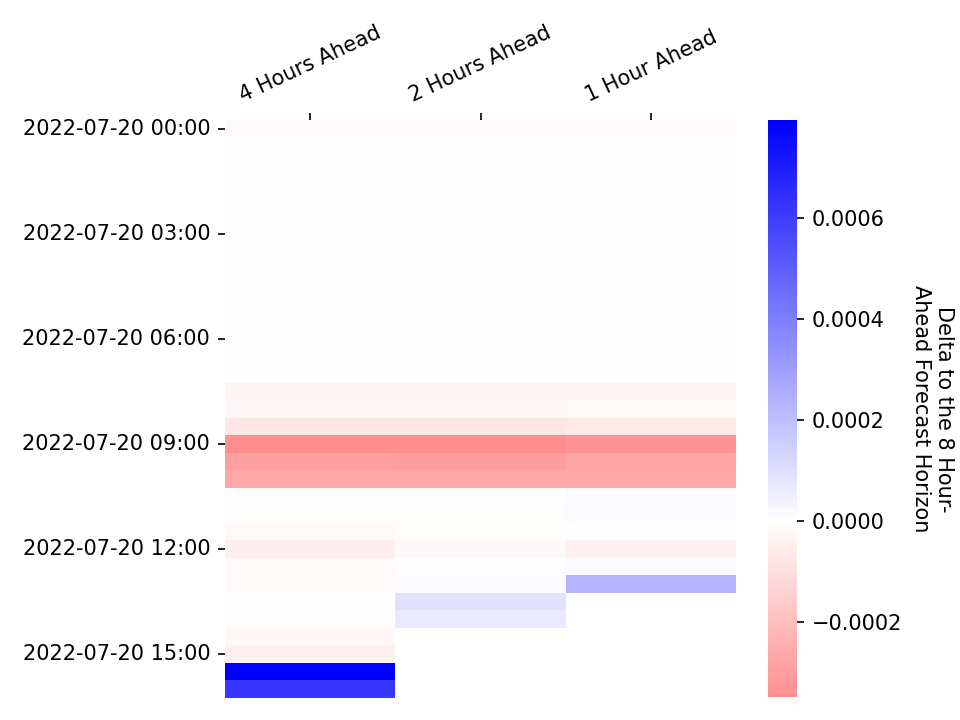 4 Hours Ahead
2 Hours Ahead
1 Hour Ahead
2022-07-20 00:00
2022-07-20 03:00
2022-07-20 06:00
2022-07-20 09:00
2022-07-20 12:00
2022-07-20 15:00
0.0006
0.0004
0.0002
0.0000
−0.0002
Delta to the 8 Hour-
Ahead Forecast Horizon